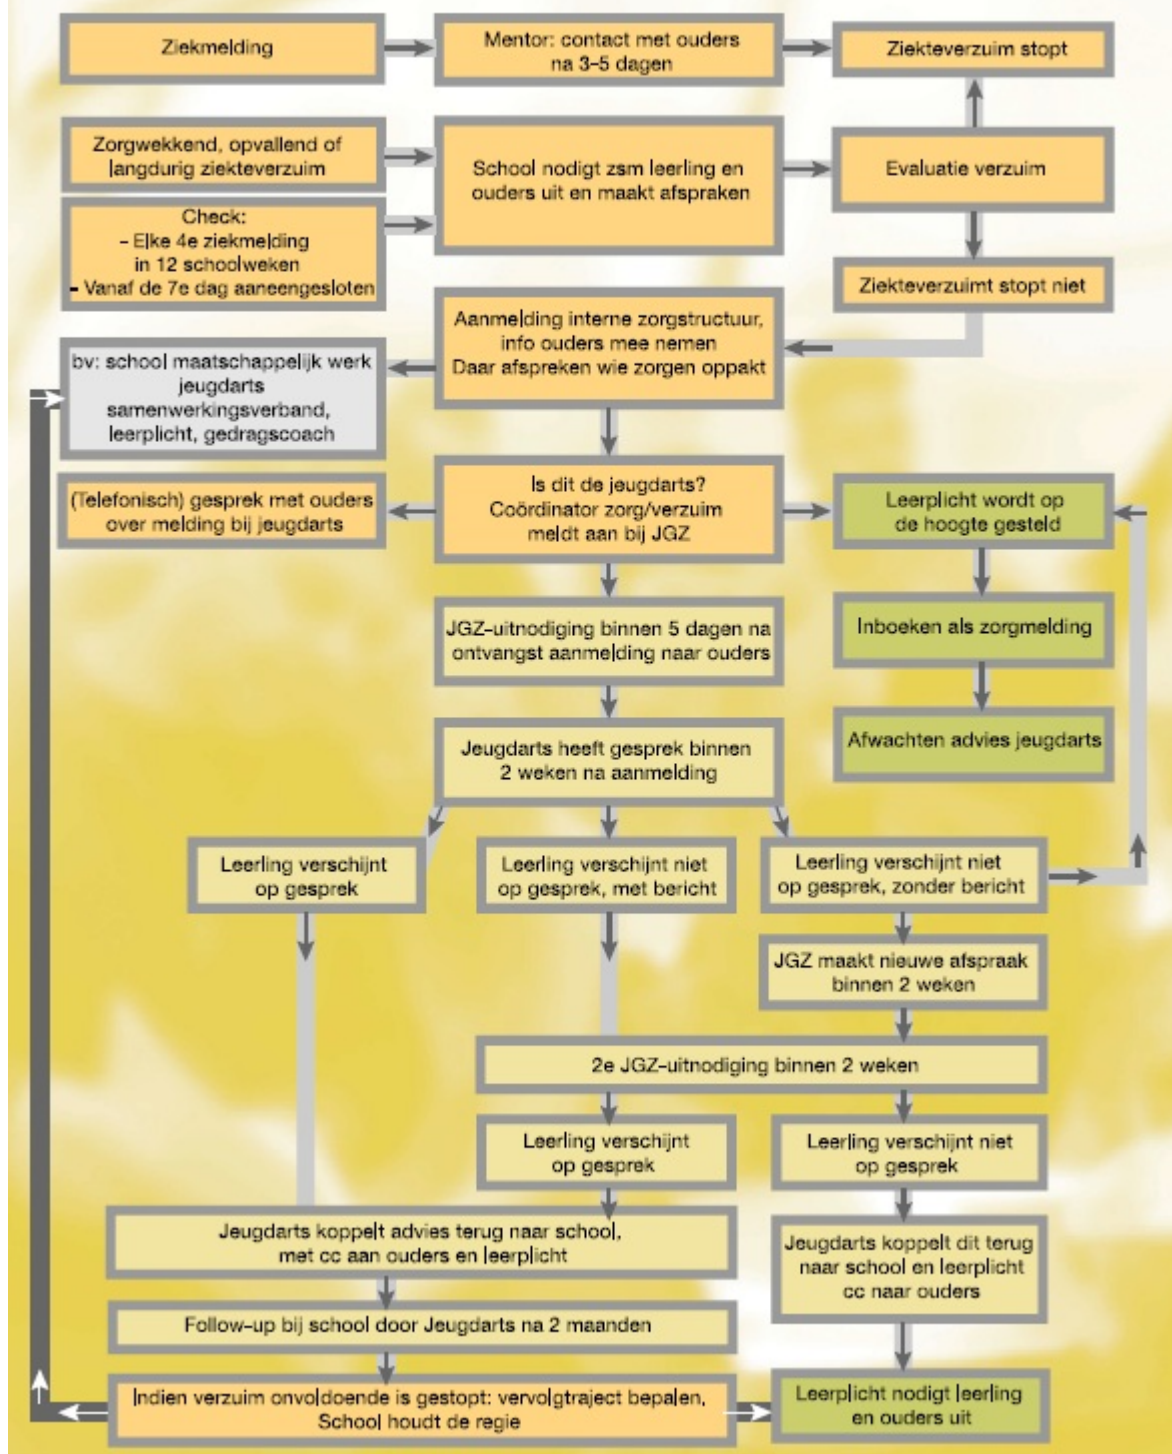 Ziekmelding
Mentor: contact met ouders
na 3-5 dagen
Ziekteverzuim stopt
Zorgwekkend, opvallend of
langdurig ziekteverzuim
School nodigt zsm leerling en
ouders uit en maakt afspraken
Evaluatie verzuim
Check:
- Elke 4e ziekmelding
in 12 schoolweken
- Vanaf de 7e dag aaneengesloten
Ziekteverzuimt stopt niet
Aanmelding interne zorgstructuur,
info ouders mee nemen
Daar afspreken wie zorgen oppakt
bv: school maatschappelijk werk
jeugdarts
samenwerkingsverband,
leerplicht, gedragscoach
(Telefonisch) gesprek met ouders
over melding bij jeugdarts
Is dit de jeugdarts?
Coördinator zorg/verzuim
meldt aan bij JGZ
Leerplicht wordt op
de hoogte gesteld
JGZ-uitnodiging binnen 5 dagen na
ontvangst aanmelding naar ouders
Inboeken als zorgmelding
Jeugdarts heeft gesprek binnen
2 weken na aanmelding
Afwachten advies jeugdarts
Leerling verschijnt
op gesprek
Leerling verschijnt niet
op gesprek, met bericht
Leerling verschijnt niet
op gesprek, zonder bericht
JGZ maakt nieuwe afspraak
binnen 2 weken
2e JGZ-uitnodiging binnen 2 weken
Leerling verschijnt
op gesprek
Leerling verschijnt niet
op gesprek
Jeugdarts koppelt advies terug naar school,
met cc aan ouders en leerplicht
Jeugdarts koppelt dit terug
naar school en leerplicht
cc naar ouders
Follow-up bij school door Jeugdarts na 2 maanden
Indien verzuim onvoldoende is gestopt: vervolgtraject bepalen,
School houdt de regie
Leerplicht nodigt leerling
en ouders uit